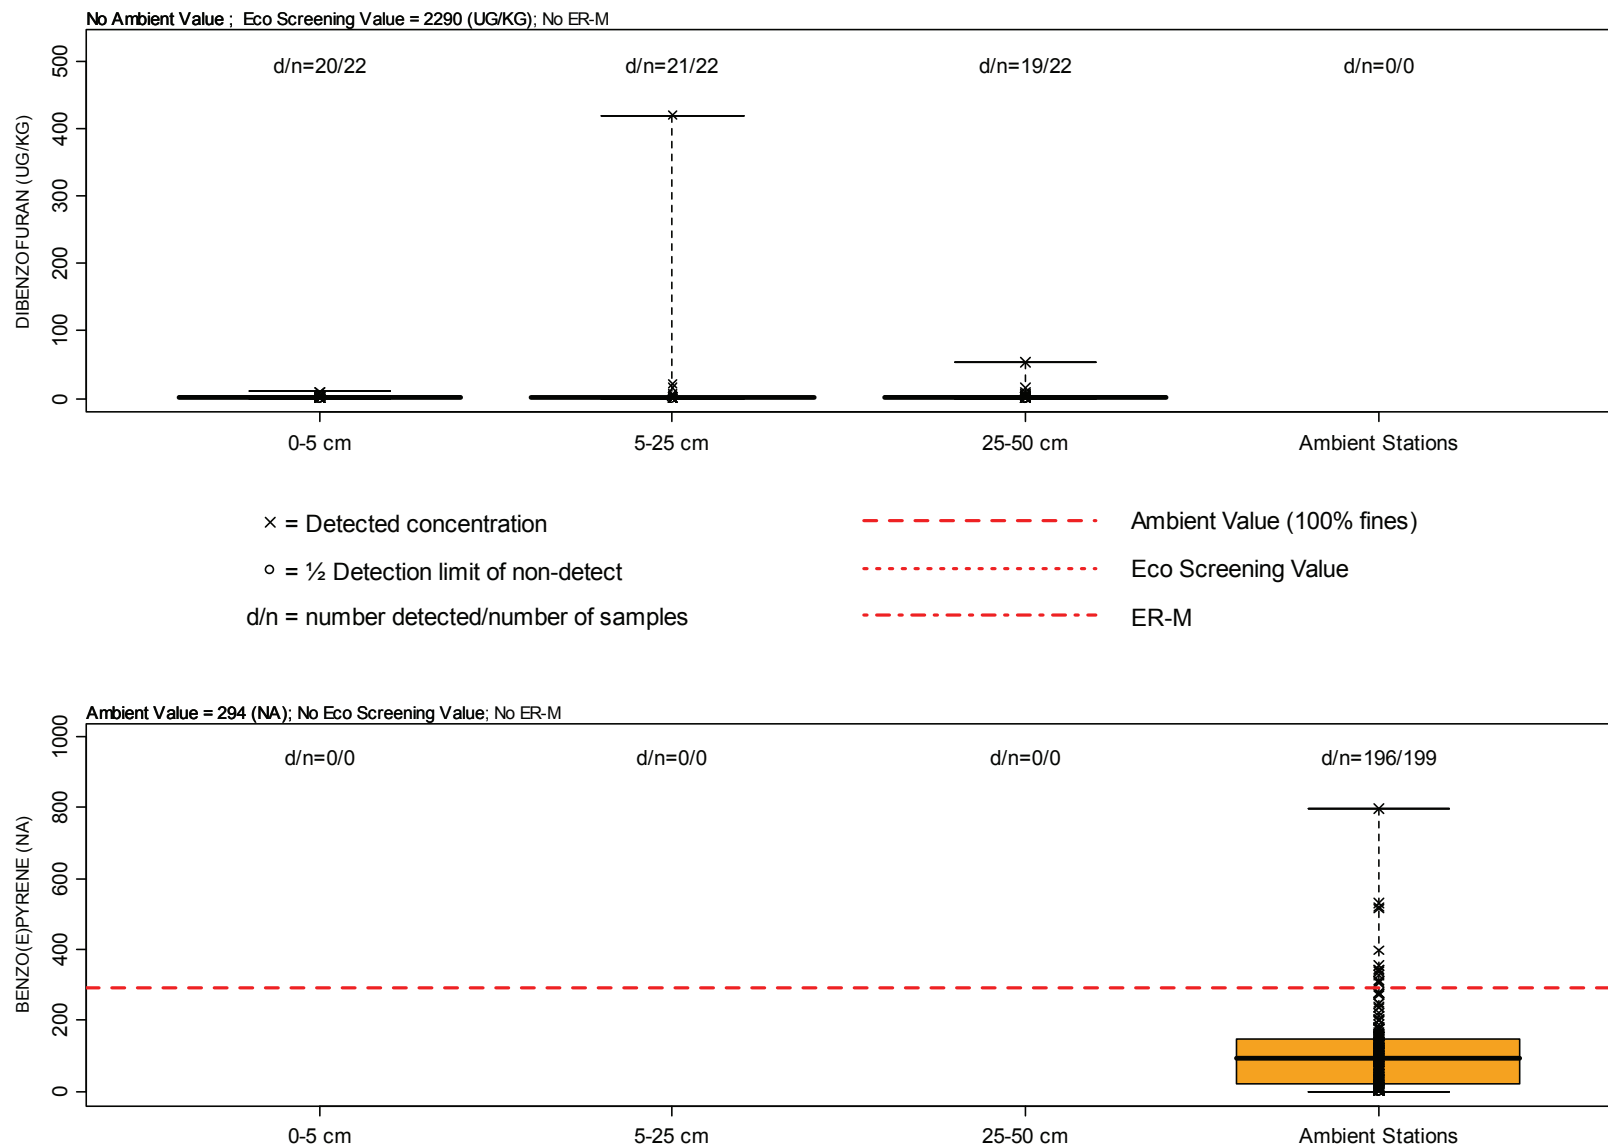 No Ambient Value ; Eco Screening Value = 2290 (UG/KG); No ER-M
DIBENZOFURAN (UG/KG)
500
400
300
200
100
0
d/n=20/22
d/n=21/22
d/n=19/22
d/n=0/0
0-5 cm
5-25 cm
25-50 cm
Ambient Stations
× = Detected concentration
○ = ½ Detection limit of non-detect
d/n = number detected/number of samples
Ambient Value (100% fines)
Eco Screening Value
ER-M
Ambient Value = 294 (NA); No Eco Screening Value; No ER-M
BENZO(E)PYRENE (NA)
1000
800
600
400
200
0
d/n=0/0
d/n=0/0
d/n=0/0
d/n=196/199
0-5 cm
5-25 cm
25-50 cm
Ambient Stations